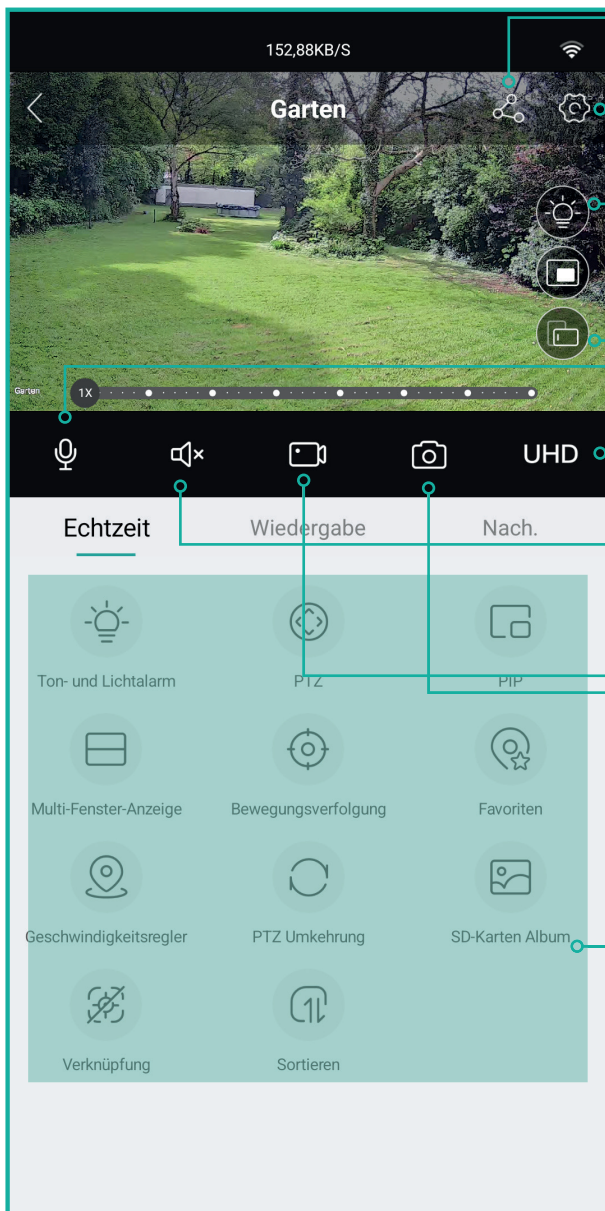 152,88KB/S
Garten
Garten
1X
UHD
Echtzeit Wiedergabe Nach.
Ton- und Lichtalarm PTZ PIP
Multi-Fenster-Anzeige Bewegungsverfolgung Favoriten
Geschwindigkeitsregler PTZ Umkehrung SD-Karten Album
Verknüpfung Sortieren